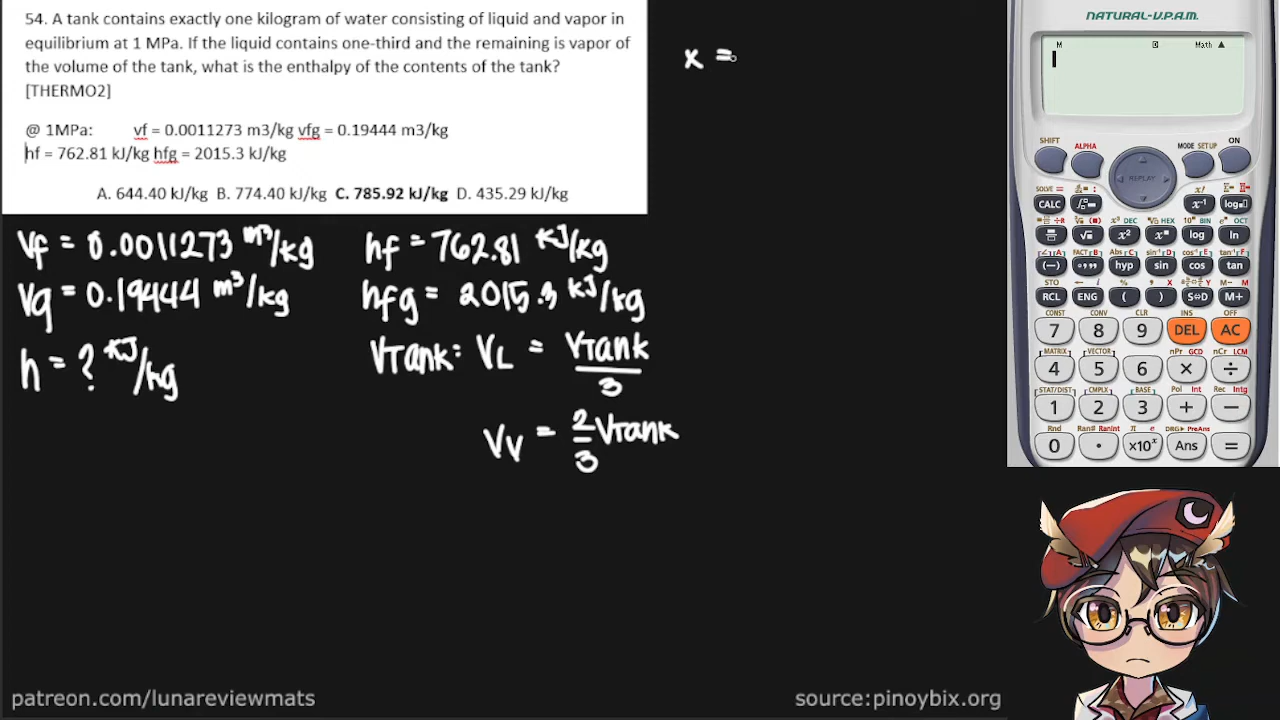 54. A tank contains exactly one kilogram of water consisting of liquid and vapor in
equilibrium at 1 MPa. If the liquid contains one-third and the remaining is vapor of
the volume of the tank, what is the enthalpy of the contents of the tank?
[THERMO2]
@ 1MPa: vf = 0.0011273 m3/kg vfg = 0.19444 m3/kg
hf = 762.81 kJ/kg hfg = 2015.3 kJ/kg
A. 644.40 kJ/kg B. 774.40 kJ/kg C. 785.92 kJ/kg D. 435.29 kJ/kg
x =
Vf = 0.0011273 m³/kg
hf = 762.81 KJ/kg
Vg = 0.19444 m³/kg
hfg = 2015.3 KJ/kg
h = ? KJ/kg
VTank: VL = VTank/3
Vv = 2/3 VTank
NATURAL-V.P.A.M.
M D Math ▲
SHIFT ALPHA MODE SETUP ON
REPLAY
CALC x⁻¹ log
√ x² log ln
(−) hyp sin cos tan
RCL ENG ( ) S⇔D M+
7 8 9 DEL AC
4 5 6 × ÷
1 2 3 + −
0 . ×10ˣ Ans =
patreon.com/lunareviewmats
source:pinoybix.org